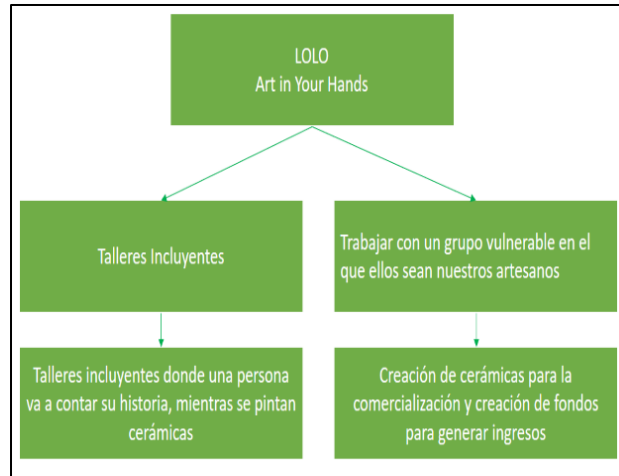 LOLO
Art in Your Hands
Talleres Incluyentes
Trabajar con un grupo vulnerable en el
que ellos sean nuestros artesanos
Talleres incluyentes donde una persona
va a contar su historia, mientras se pintan
cerámicas
Creación de cerámicas para la
comercialización y creación de fondos
para generar ingresos